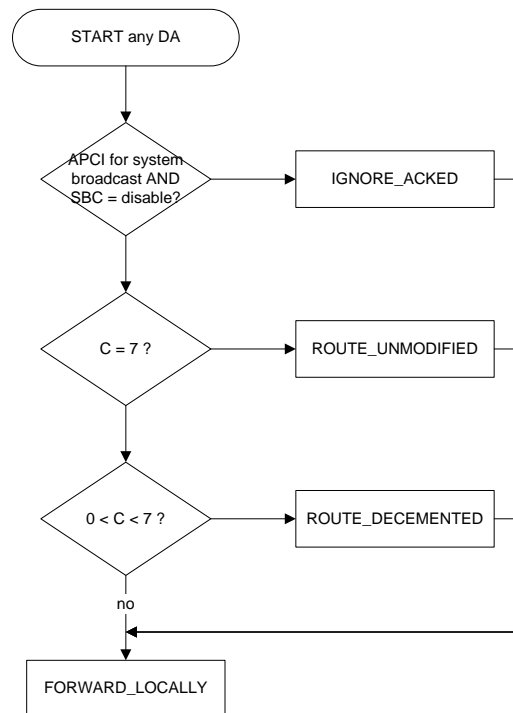 START any DA
APCI for system
broadcast AND
SBC = disable?
IGNORE_ACKED
C = 7 ?
ROUTE_UNMODIFIED
0 < C < 7 ?
ROUTE_DECEMENTED
no
FORWARD_LOCALLY